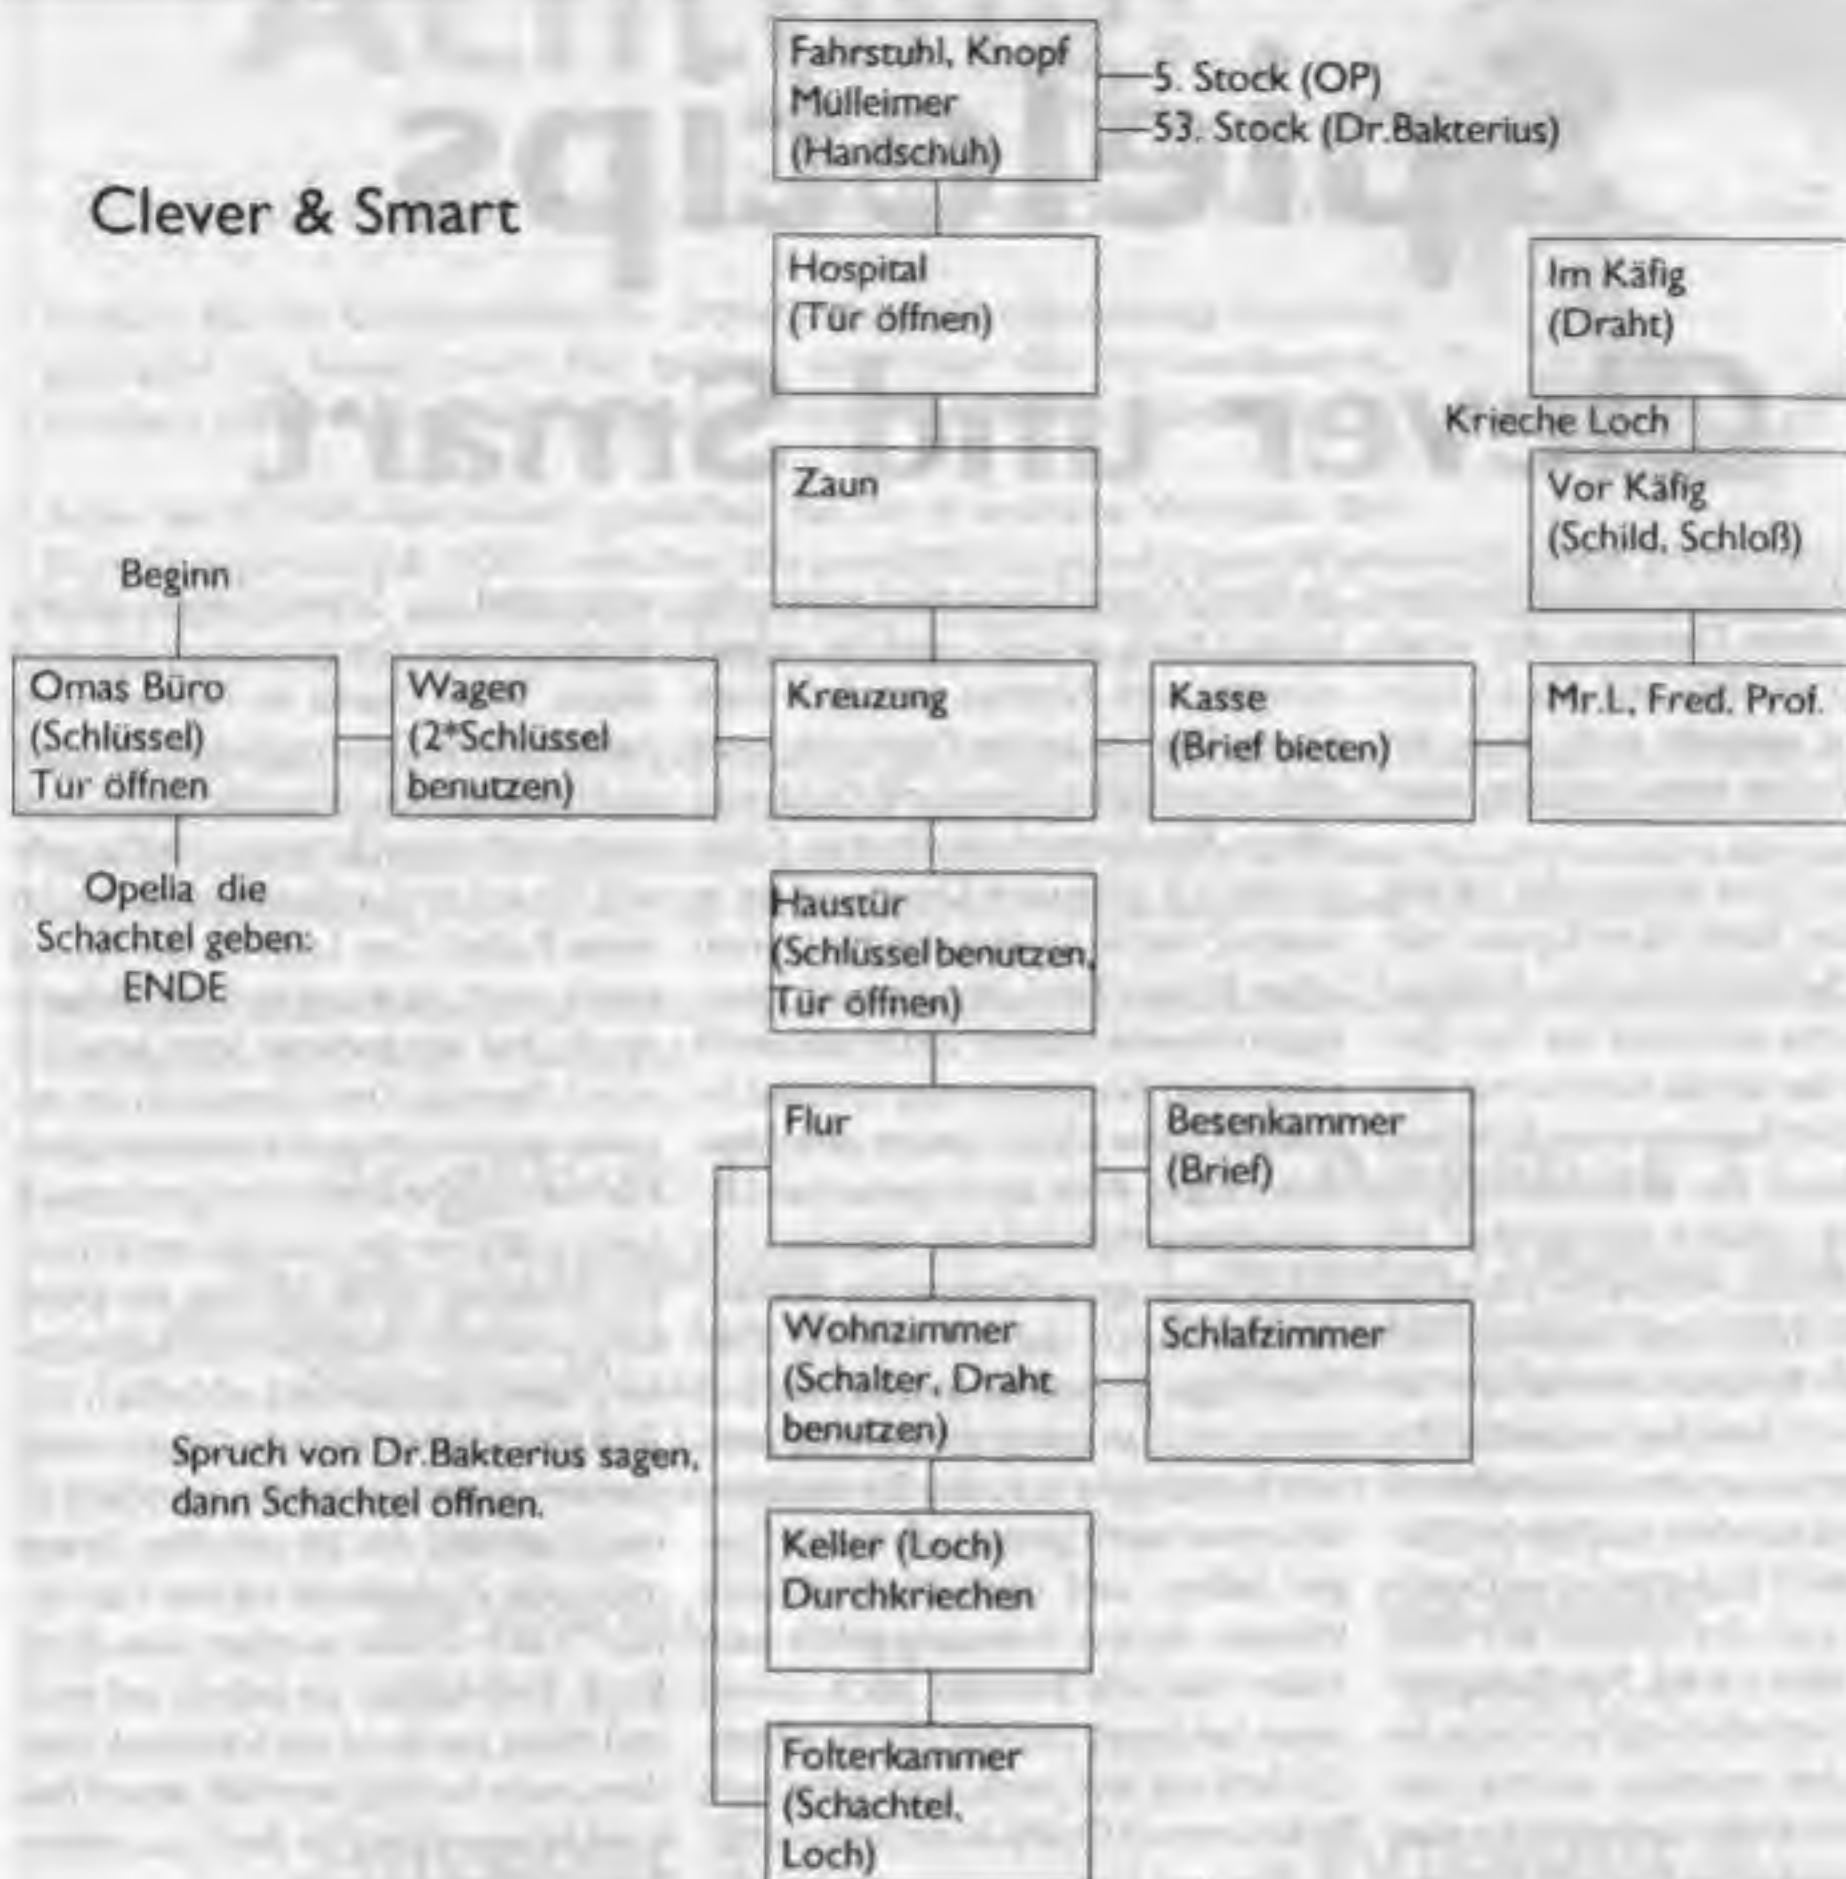 Fahrstuhl, Knopf
Mülleimer
(Handschuh)
5. Stock (OP)
53. Stock (Dr.Bakterius)
Clever & Smart
Hospital
(Tür öffnen)
Im Käfig
(Draht)
Krieche Loch
Zaun
Vor Käfig
(Schild, Schloß)
Beginn
Omas Büro
(Schlüssel)
Tur öffnen
Wagen
(2*Schlüssel
benutzen)
Kreuzung
Kasse
(Brief bieten)
Mr.L, Fred. Prof.
Opelia die
Schachtel geben:
ENDE
Haustür
(Schlüssel benutzen,
Tür öffnen)
Flur
Besenkammer
(Brief)
Wohnzimmer
(Schalter, Draht
benutzen)
Schlafzimmer
Spruch von Dr.Bakterius sagen,
dann Schachtel öffnen.
Keller (Loch)
Durchkriechen
Folterkammer
(Schachtel,
Loch)